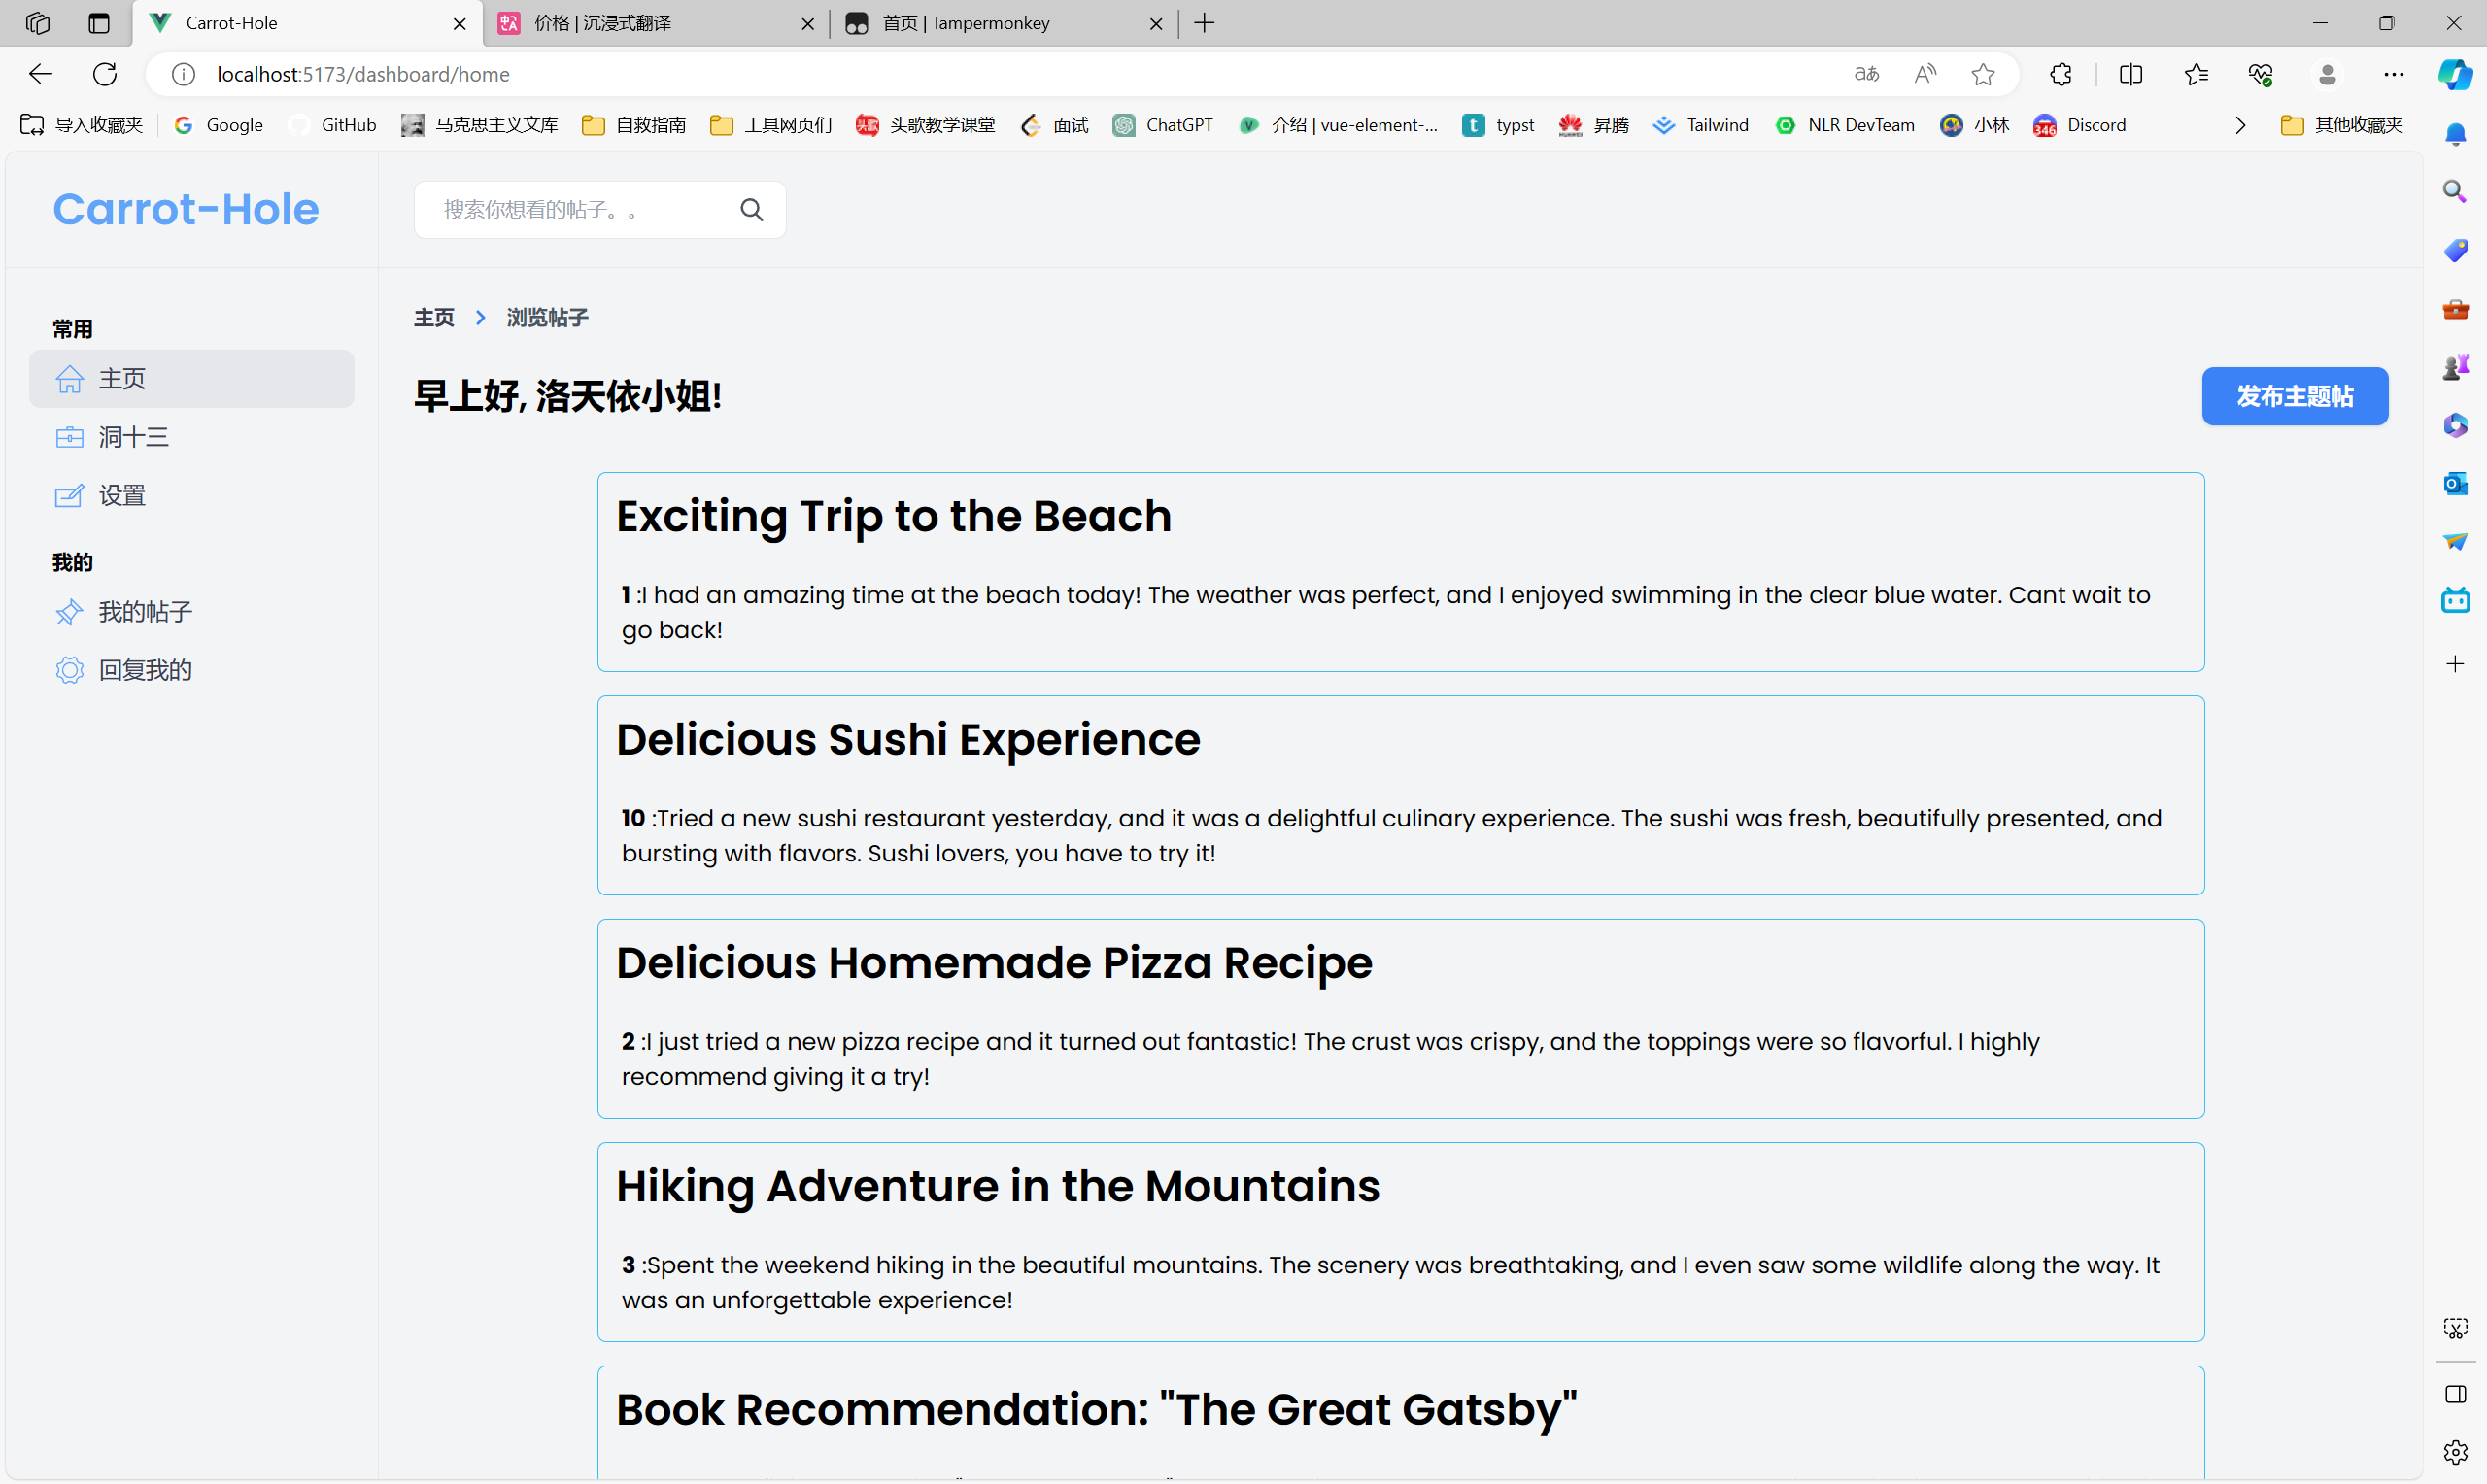 Carrot-Hole
价格 | 沉浸式翻译
首页 | Tampermonkey
localhost:5173/dashboard/home
导入收藏夹
Google
GitHub
马克思主义文库
自救指南
工具网页们
头歌教学课堂
面试
ChatGPT
介绍 | vue-element-...
typst
昇腾
Tailwind
NLR DevTeam
小林
Discord
其他收藏夹
Carrot-Hole
搜索你想看的帖子。。
常用
主页
洞十三
设置
我的
我的帖子
回复我的
主页 > 浏览帖子
早上好, 洛天依小姐!
发布主题帖
Exciting Trip to the Beach
1 :I had an amazing time at the beach today! The weather was perfect, and I enjoyed swimming in the clear blue water. Cant wait to
go back!
Delicious Sushi Experience
10 :Tried a new sushi restaurant yesterday, and it was a delightful culinary experience. The sushi was fresh, beautifully presented, and
bursting with flavors. Sushi lovers, you have to try it!
Delicious Homemade Pizza Recipe
2 :I just tried a new pizza recipe and it turned out fantastic! The crust was crispy, and the toppings were so flavorful. I highly
recommend giving it a try!
Hiking Adventure in the Mountains
3 :Spent the weekend hiking in the beautiful mountains. The scenery was breathtaking, and I even saw some wildlife along the way. It
was an unforgettable experience!
Book Recommendation: "The Great Gatsby"